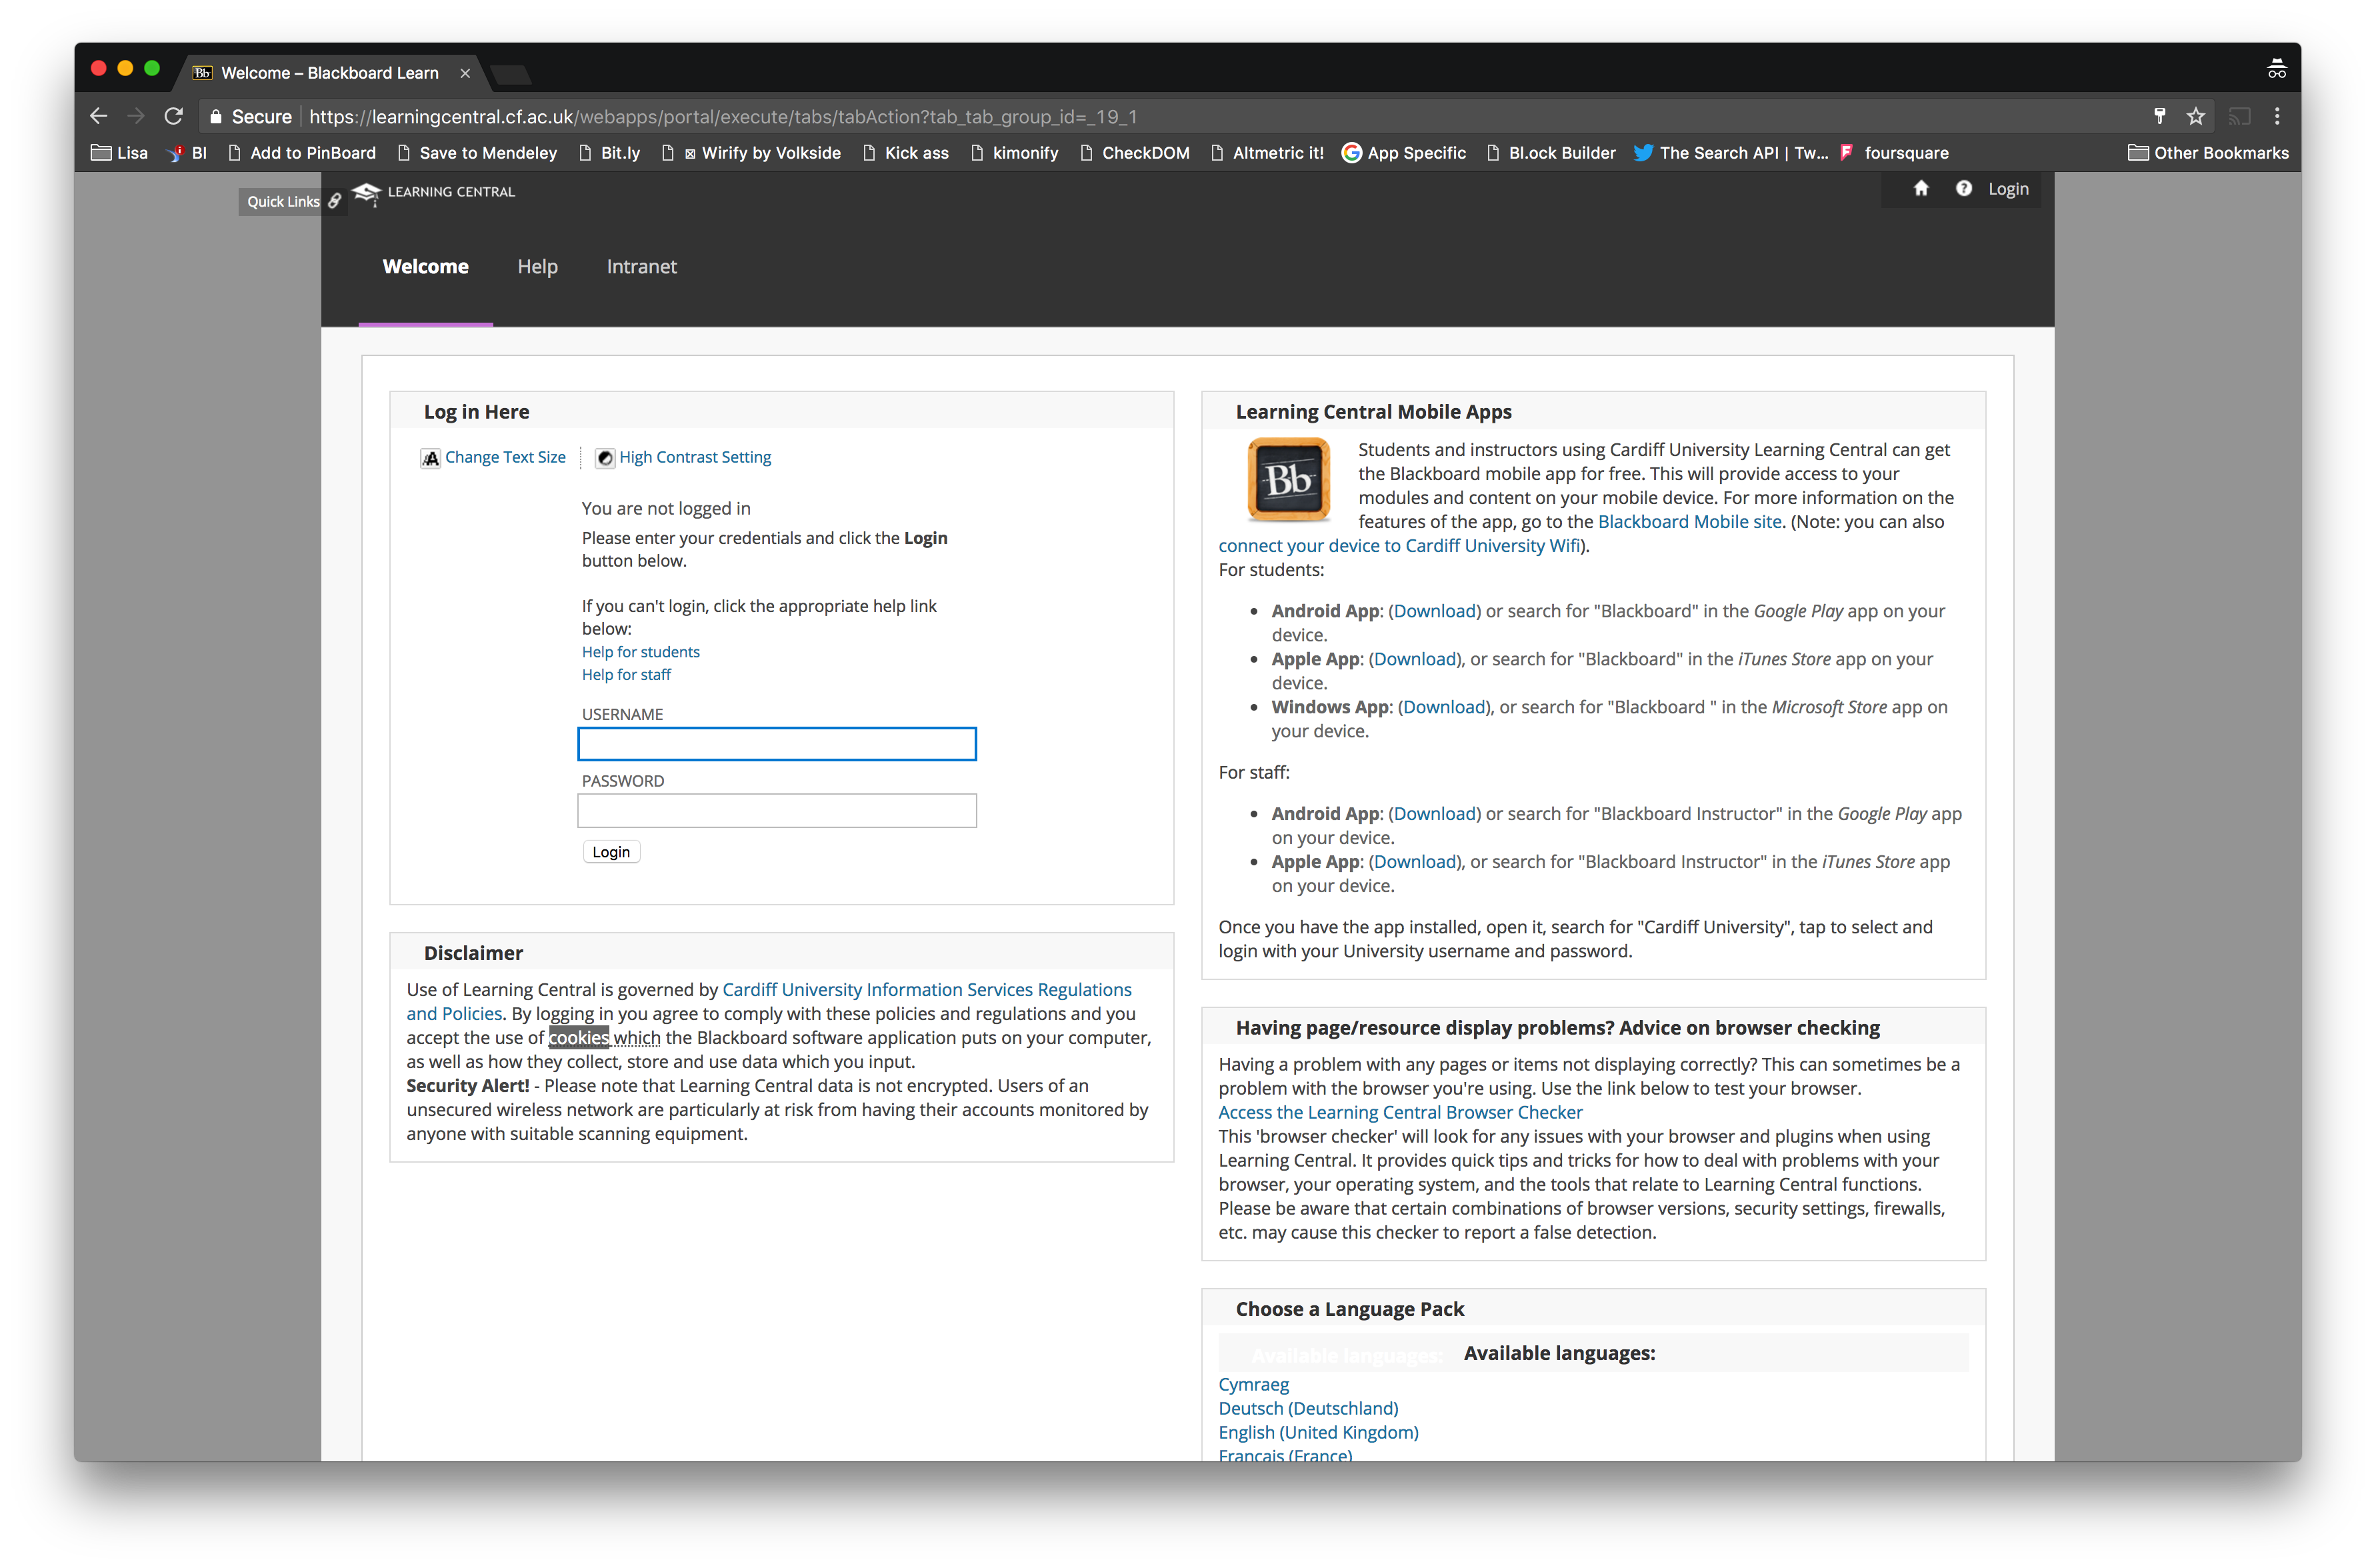 Bb Welcome – Blackboard Learn
Secure https://learningcentral.cf.ac.uk/webapps/portal/execute/tabs/tabAction?tab_tab_group_id=_19_1
Lisa BI Add to PinBoard Save to Mendeley Bit.ly Wirify by Volkside Kick ass kimonify CheckDOM Altmetric it! App Specific Bl.ock Builder The Search API | Tw... foursquare Other Bookmarks
Quick Links LEARNING CENTRAL Login
Welcome Help Intranet
Log in Here
Change Text Size High Contrast Setting
You are not logged in
Please enter your credentials and click the Login
button below.
If you can't login, click the appropriate help link
below:
Help for students
Help for staff
USERNAME
PASSWORD
Login
Disclaimer
Use of Learning Central is governed by Cardiff University Information Services Regulations
and Policies. By logging in you agree to comply with these policies and regulations and you
accept the use of cookies which the Blackboard software application puts on your computer,
as well as how they collect, store and use data which you input.
Security Alert! - Please note that Learning Central data is not encrypted. Users of an
unsecured wireless network are particularly at risk from having their accounts monitored by
anyone with suitable scanning equipment.
Learning Central Mobile Apps
Bb
Students and instructors using Cardiff University Learning Central can get
the Blackboard mobile app for free. This will provide access to your
modules and content on your mobile device. For more information on the
features of the app, go to the Blackboard Mobile site. (Note: you can also
connect your device to Cardiff University Wifi).
For students:
• Android App: (Download) or search for "Blackboard" in the Google Play app on your
device.
• Apple App: (Download), or search for "Blackboard" in the iTunes Store app on your
device.
• Windows App: (Download), or search for "Blackboard " in the Microsoft Store app on
your device.
For staff:
• Android App: (Download) or search for "Blackboard Instructor" in the Google Play app
on your device.
• Apple App: (Download), or search for "Blackboard Instructor" in the iTunes Store app
on your device.
Once you have the app installed, open it, search for "Cardiff University", tap to select and
login with your University username and password.
Having page/resource display problems? Advice on browser checking
Having a problem with any pages or items not displaying correctly? This can sometimes be a
problem with the browser you're using. Use the link below to test your browser.
Access the Learning Central Browser Checker
This 'browser checker' will look for any issues with your browser and plugins when using
Learning Central. It provides quick tips and tricks for how to deal with problems with your
browser, your operating system, and the tools that relate to Learning Central functions.
Please be aware that certain combinations of browser versions, security settings, firewalls,
etc. may cause this checker to report a false detection.
Choose a Language Pack
Available languages: Available languages:
Cymraeg
Deutsch (Deutschland)
English (United Kingdom)
Français (France)